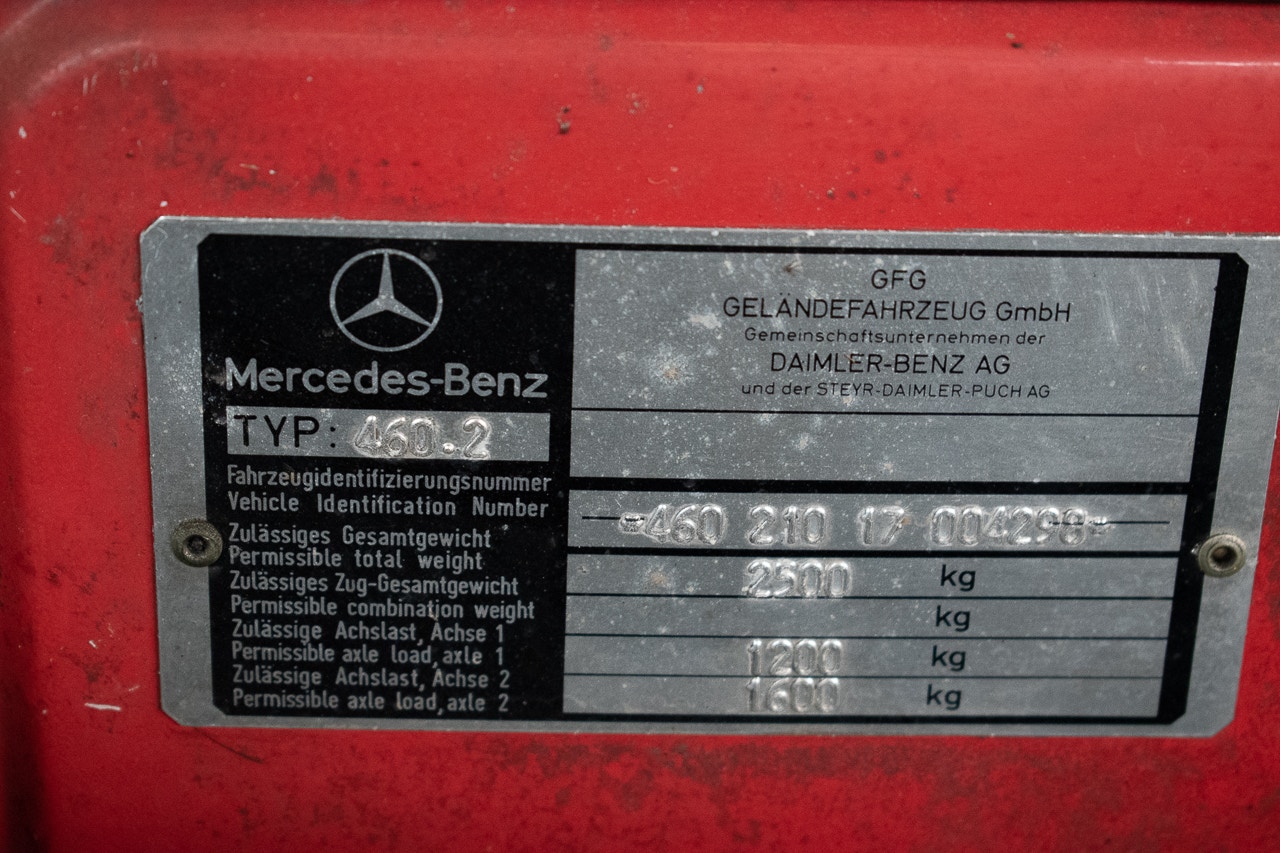 Mercedes-Benz
TYP: 460.2
GFG
GELÄNDEFAHRZEUG GmbH
Gemeinschaftsunternehmen der
DAIMLER-BENZ AG
und der STEYR-DAIMLER-PUCH AG
Fahrzeugidentifizierungsnummer
Vehicle Identification Number
-460 210 17 004298-
Zulässiges Gesamtgewicht
Permissible total weight
2500 kg
Zulässiges Zug-Gesamtgewicht
Permissible combination weight
kg
Zulässige Achslast, Achse 1
Permissible axle load, axle 1
1200 kg
Zulässige Achslast, Achse 2
Permissible axle load, axle 2
1600 kg